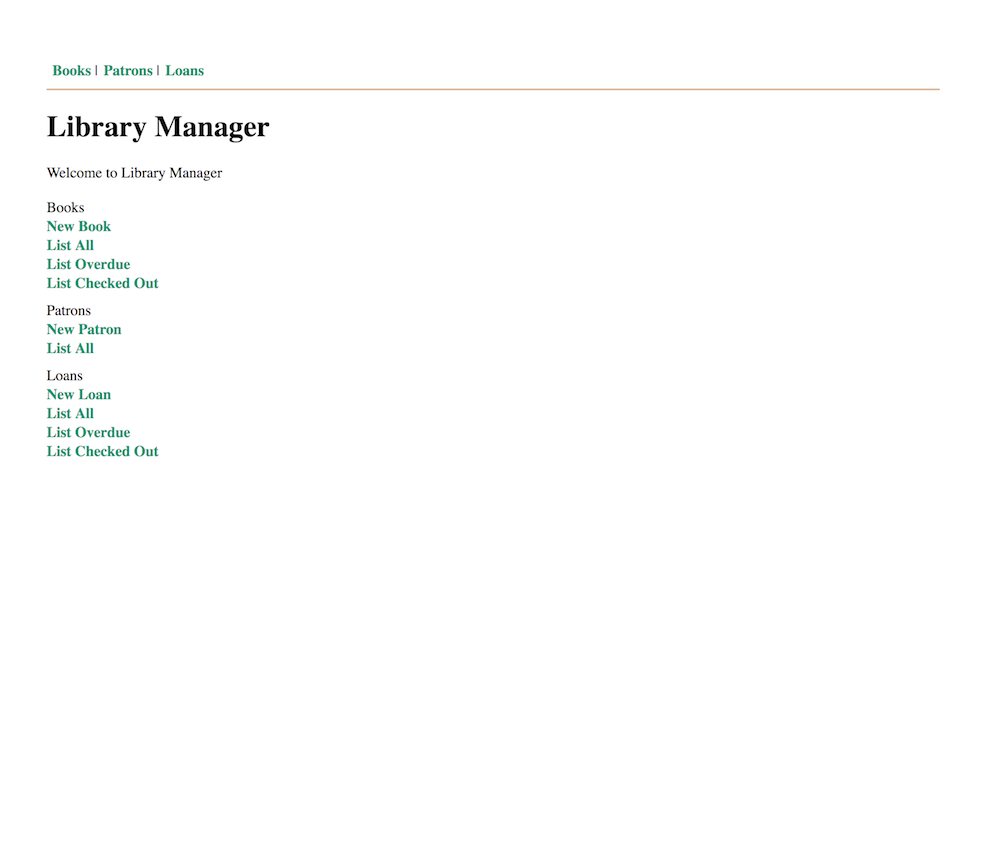 Books | Patrons | Loans
Library Manager
Welcome to Library Manager
Books
New Book
List All
List Overdue
List Checked Out
Patrons
New Patron
List All
Loans
New Loan
List All
List Overdue
List Checked Out